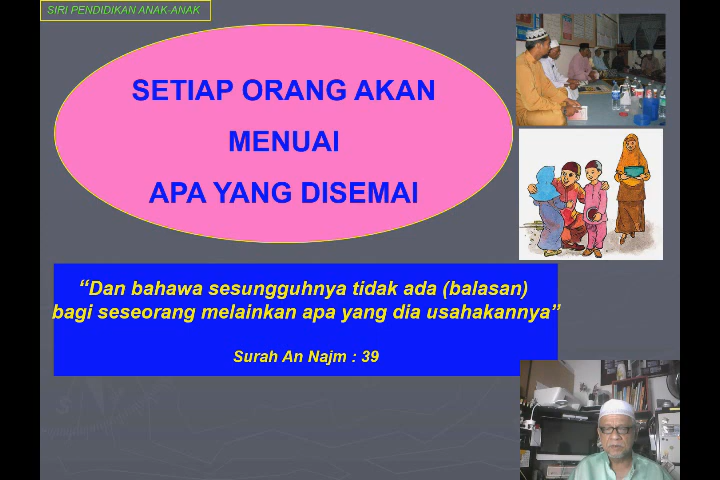 SIRI PENDIDIKAN ANAK-ANAK
SETIAP ORANG AKAN
MENUAI
APA YANG DISEMAI
“Dan bahawa sesungguhnya tidak ada (balasan)
bagi seseorang melainkan apa yang dia usahakannya”
Surah An Najm : 39